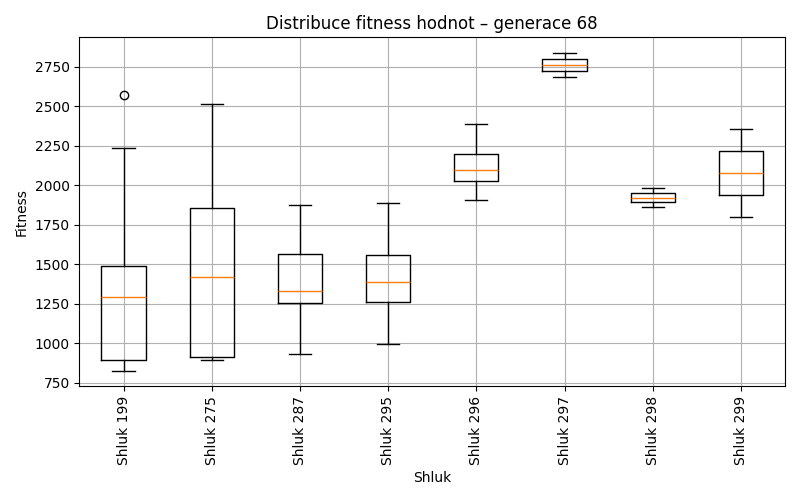 Distribuce fitness hodnot – generace 68
Fitness
2750
2500
2250
2000
1750
1500
1250
1000
750
Shluk 199
Shluk 275
Shluk 287
Shluk 295
Shluk 296
Shluk 297
Shluk 298
Shluk 299
Shluk